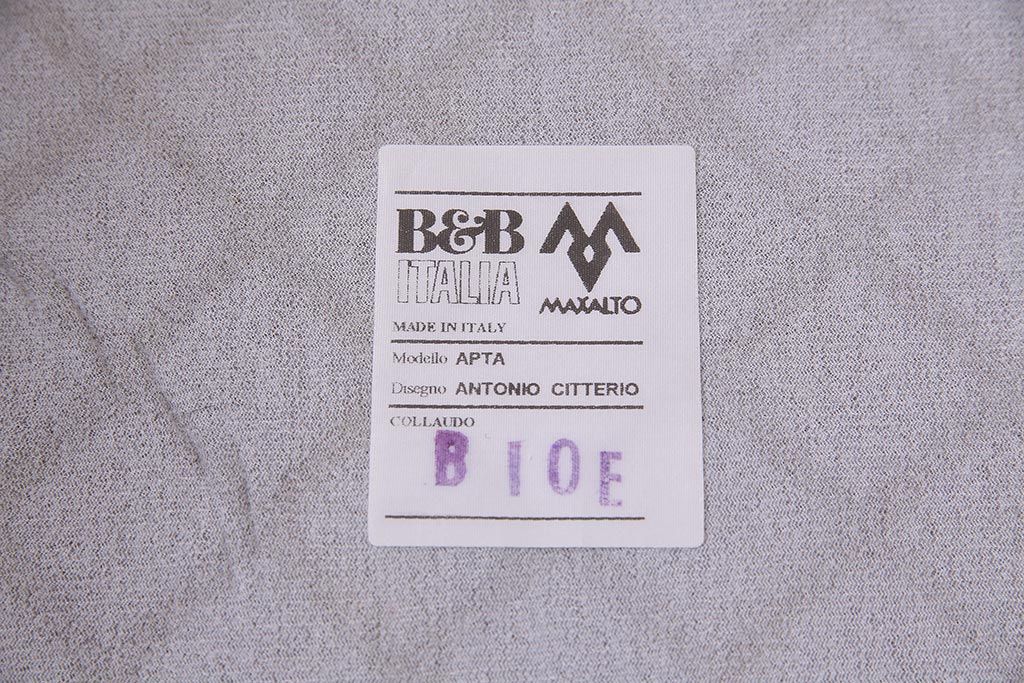 B&B
ITALIA
MAXALTO
MADE IN ITALY
Modello APTA
Disegno ANTONIO CITTERIO
COLLAUDO
B 10E